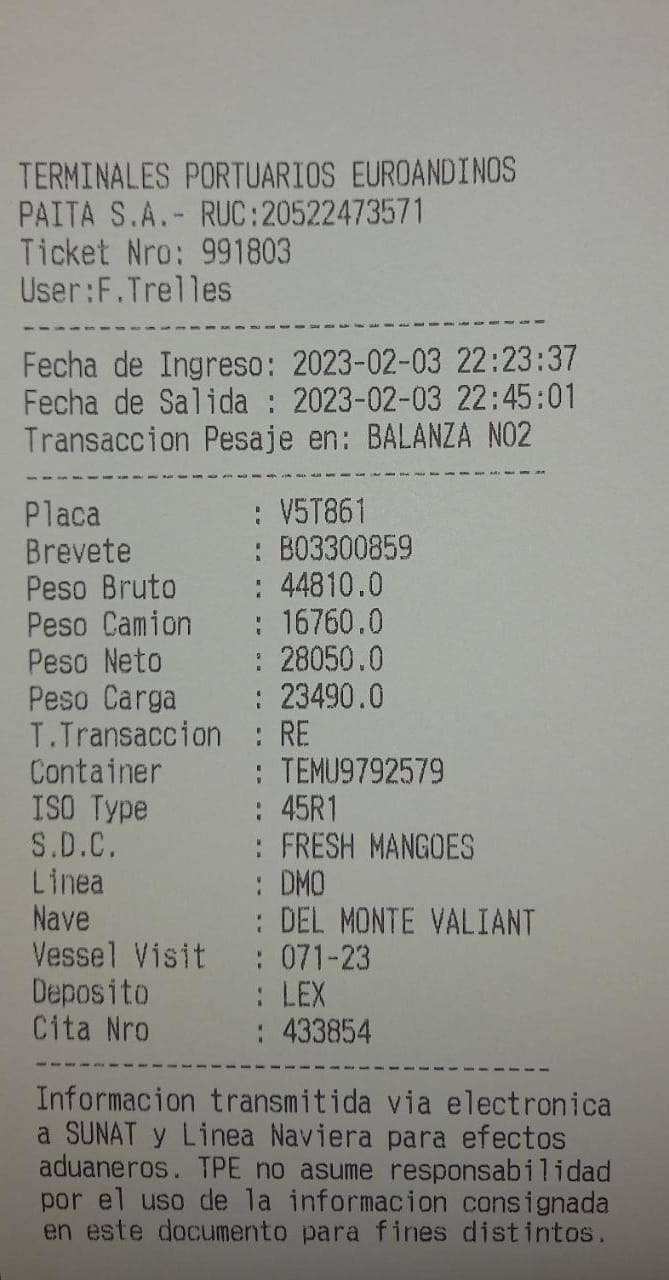 TERMINALES PORTUARIOS EUROANDINOS
PAITA S.A.- RUC:20522473571
Ticket Nro: 991803
User:F.Trelles
-----------------------------------
Fecha de Ingreso: 2023-02-03 22:23:37
Fecha de Salida : 2023-02-03 22:45:01
Transaccion Pesaje en: BALANZA NO2
-----------------------------------
Placa : V5T861
Brevete : B03300859
Peso Bruto : 44810.0
Peso Camion : 16760.0
Peso Neto : 28050.0
Peso Carga : 23490.0
T.Transaccion : RE
Container : TEMU9792579
ISO Type : 45R1
S.D.C. : FRESH MANGOES
Linea : DMO
Nave : DEL MONTE VALIANT
Vessel Visit : 071-23
Deposito : LEX
Cita Nro : 433854
-----------------------------------
Informacion transmitida via electronica
a SUNAT y Linea Naviera para efectos
aduaneros. TPE no asume responsabilidad
por el uso de la informacion consignada
en este documento para fines distintos.